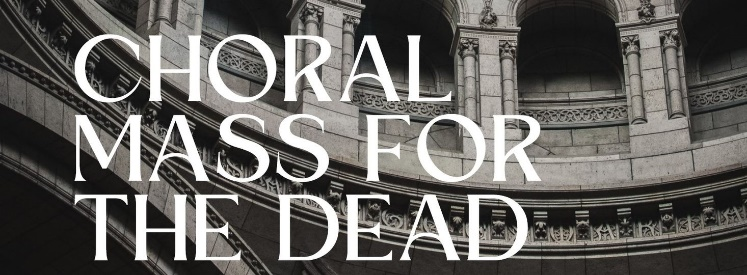 CHORAL
MASS FOR
THE DEAD